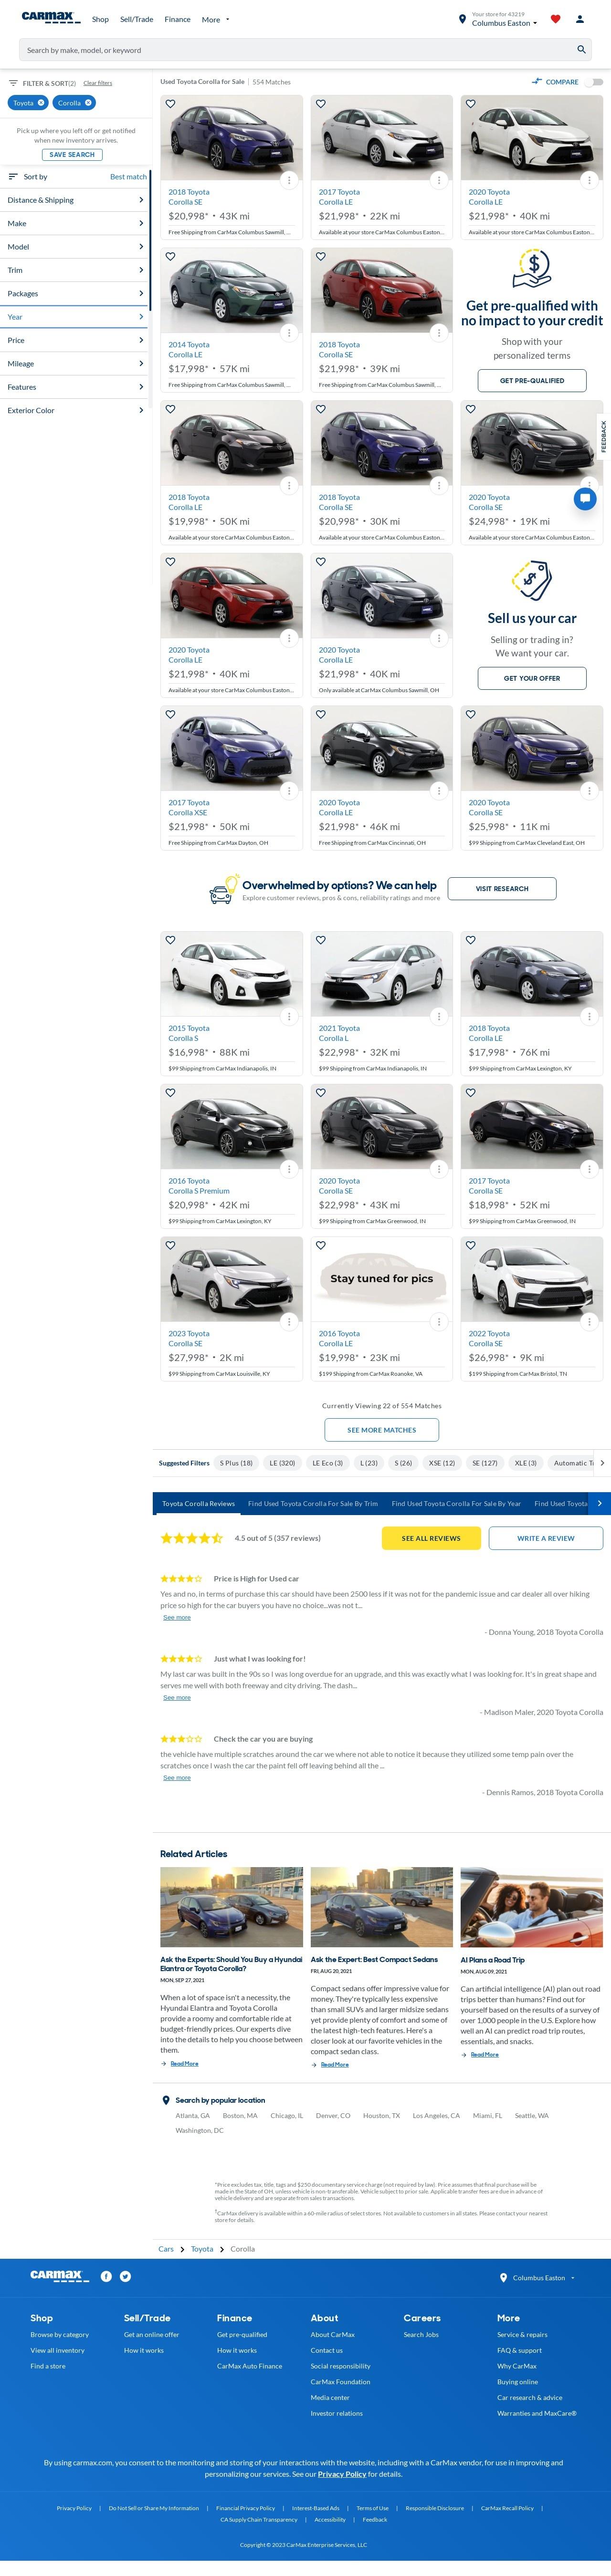 CARMAX
Shop
Sell/Trade
Finance
More
Your store for 43219
Columbus Easton
Search by make, model, or keyword
FILTER & SORT(2)
Clear filters
Toyota
Corolla
Pick up where you left off or get notified
when new inventory arrives.
SAVE SEARCH
Sort by
Best match
Distance & Shipping
Make
Model
Trim
Packages
Year
Price
Mileage
Features
Exterior Color
Used Toyota Corolla for Sale | 554 Matches
COMPARE
2018 Toyota
Corolla SE
$20,998* • 43K mi
Free Shipping from CarMax Columbus Sawmill, ...
2017 Toyota
Corolla LE
$21,998* • 22K mi
Available at your store CarMax Columbus Easton...
2020 Toyota
Corolla LE
$21,998* • 40K mi
Available at your store CarMax Columbus Easton...
2014 Toyota
Corolla LE
$17,998* • 57K mi
Free Shipping from CarMax Columbus Sawmill, ...
2018 Toyota
Corolla SE
$21,998* • 39K mi
Free Shipping from CarMax Columbus Sawmill, ...
Get pre-qualified with
no impact to your credit
Shop with your
personalized terms
GET PRE-QUALIFIED
FEEDBACK
2018 Toyota
Corolla LE
$19,998* • 50K mi
Available at your store CarMax Columbus Easton...
2018 Toyota
Corolla SE
$20,998* • 30K mi
Available at your store CarMax Columbus Easton...
2020 Toyota
Corolla SE
$24,998* • 19K mi
Available at your store CarMax Columbus Easton...
2020 Toyota
Corolla LE
$21,998* • 40K mi
Available at your store CarMax Columbus Easton...
2020 Toyota
Corolla LE
$21,998* • 40K mi
Only available at CarMax Columbus Sawmill, OH
Sell us your car
Selling or trading in?
We want your car.
GET YOUR OFFER
2017 Toyota
Corolla XSE
$21,998* • 50K mi
Free Shipping from CarMax Dayton, OH
2020 Toyota
Corolla LE
$21,998* • 46K mi
Free Shipping from CarMax Cincinnati, OH
2020 Toyota
Corolla SE
$25,998* • 11K mi
$99 Shipping from CarMax Cleveland East, OH
Overwhelmed by options? We can help
Explore customer reviews, pros & cons, reliability ratings and more
VISIT RESEARCH
2015 Toyota
Corolla S
$16,998* • 88K mi
$99 Shipping from CarMax Indianapolis, IN
2021 Toyota
Corolla L
$22,998* • 32K mi
$99 Shipping from CarMax Indianapolis, IN
2018 Toyota
Corolla LE
$17,998* • 76K mi
$99 Shipping from CarMax Lexington, KY
2016 Toyota
Corolla S Premium
$20,998* • 42K mi
$99 Shipping from CarMax Lexington, KY
2020 Toyota
Corolla SE
$22,998* • 43K mi
$99 Shipping from CarMax Greenwood, IN
2017 Toyota
Corolla SE
$18,998* • 52K mi
$99 Shipping from CarMax Greenwood, IN
2023 Toyota
Corolla SE
$27,998* • 2K mi
$99 Shipping from CarMax Louisville, KY
Stay tuned for pics
2016 Toyota
Corolla LE
$19,998* • 23K mi
$199 Shipping from CarMax Roanoke, VA
2022 Toyota
Corolla SE
$26,998* • 9K mi
$199 Shipping from CarMax Bristol, TN
Currently Viewing 22 of 554 Matches
SEE MORE MATCHES
Suggested Filters
S Plus (18)
LE (320)
LE Eco (3)
L (23)
S (26)
XSE (12)
SE (127)
XLE (3)
Automatic T
Toyota Corolla Reviews
Find Used Toyota Corolla For Sale By Trim
Find Used Toyota Corolla For Sale By Year
Find Used Toyota
4.5 out of 5 (357 reviews)
SEE ALL REVIEWS
WRITE A REVIEW
Price is High for Used car
Yes and no, in terms of purchase this car should have been 2500 less if it was not for the pandemic issue and car dealer all over hiking
price so high for the car buyers you have no choice...was not t...
See more
- Donna Young, 2018 Toyota Corolla
Just what I was looking for!
My last car was built in the 90s so I was long overdue for an upgrade, and this was exactly what I was looking for. It's in great shape and
serves me well with both freeway and city driving. The dash...
See more
- Madison Maler, 2020 Toyota Corolla
Check the car you are buying
the vehicle have multiple scratches around the car we where not able to notice it because they utilized some temp pain over the
scratches once I wash the car the paint fell off leaving behind all the ...
See more
- Dennis Ramos, 2018 Toyota Corolla
Related Articles
Ask the Experts: Should You Buy a Hyundai
Elantra or Toyota Corolla?
MON, SEP 27, 2021
When a lot of space isn't a necessity, the
Hyundai Elantra and Toyota Corolla
provide a roomy and comfortable ride at
budget-friendly prices. Our experts dive
into the details to help you choose between
them.
Read More
Ask the Expert: Best Compact Sedans
FRI, AUG 20, 2021
Compact sedans offer impressive value for
money. They're typically less expensive
than small SUVs and larger midsize sedans
yet provide plenty of comfort and some of
the latest high-tech features. Here's a
closer look at our favorite vehicles in the
compact sedan class.
Read More
AI Plans a Road Trip
MON, AUG 09, 2021
Can artificial intelligence (AI) plan out road
trips better than humans? Find out for
yourself based on the results of a survey of
over 1,000 people in the U.S. Explore how
well an AI can predict road trip routes,
essentials, and snacks.
Read More
Search by popular location
Atlanta, GA
Boston, MA
Chicago, IL
Denver, CO
Houston, TX
Los Angeles, CA
Miami, FL
Seattle, WA
Washington, DC
*Price excludes tax, title, tags and $250 documentary service charge (not required by law). Price assumes that final purchase will be
made in the State of OH, unless vehicle is non-transferable. Vehicle subject to prior sale. Applicable transfer fees are due in advance of
vehicle delivery and are separate from sales transactions.
†CarMax delivery is available within a 60-mile radius of select stores. Not available to customers in all states. Please contact your nearest
store for details.
Cars
Toyota
Corolla
CARMAX
Columbus Easton
Shop
Browse by category
View all inventory
Find a store
Sell/Trade
Get an online offer
How it works
Finance
Get pre-qualified
How it works
CarMax Auto Finance
About
About CarMax
Contact us
Social responsibility
CarMax Foundation
Media center
Investor relations
Careers
Search Jobs
More
Service & repairs
FAQ & support
Why CarMax
Buying online
Car research & advice
Warranties and MaxCare®
By using carmax.com, you consent to the monitoring and storing of your interactions with the website, including with a CarMax vendor, for use in improving and
personalizing our services. See our Privacy Policy for details.
Privacy Policy | Do Not Sell or Share My Information | Financial Privacy Policy | Interest-Based Ads | Terms of Use | Responsible Disclosure | CarMax Recall Policy |
CA Supply Chain Transparency | Accessibility | Feedback
Copyright © 2023 CarMax Enterprise Services, LLC